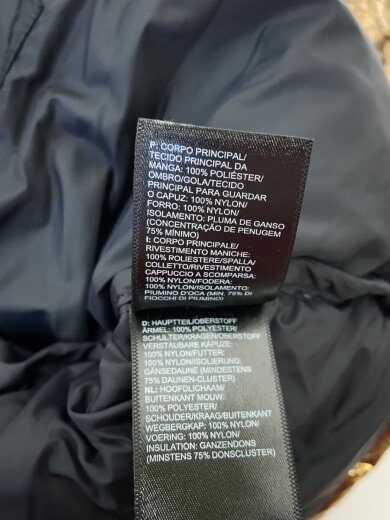 P: CORPO PRINCIPAL/
TECIDO PRINCIPAL DA
MANGA: 100% POLIÉSTER/
OMBRO/GOLA/TECIDO
PRINCIPAL PARA GUARDAR
O CAPUZ: 100% NYLON/
FORRO: 100% NYLON/
ISOLAMENTO: PLUMA DE GANSO
(CONCENTRAÇÃO DE PENUGEM
75% MÍNIMO)
I: CORPO PRINCIPALE/
RIVESTIMENTO MANICHE:
100% POLIESTERE/SPALLA/
COLLETTO/RIVESTIMENTO
CAPPUCCIO A SCOMPARSA:
100% NYLON/FODERA:
100% NYLON/ISOLAMENTO:
PIUMINO D'OCA (MIN. 75% DI
FIOCCHI DI PIUMINO)
D: HAUPTTEIL/OBERSTOFF
ÄRMEL: 100% POLYESTER/
SCHULTER/KRAGEN/OBERSTOFF
VERSTAUBARE KAPUZE:
100% NYLON/FUTTER:
100% NYLON/ISOLIERUNG:
GÄNSEDAUNE (MINDESTENS
75% DAUNEN-CLUSTER)
NL: HOOFDLICHAAM/
BUITENKANT MOUW:
100% POLYESTER/
SCHOUDER/KRAAG/BUITENKANT
WEGBERGKAP: 100% NYLON/
VOERING: 100% NYLON/
INSULATION: GANZENDONS
(MINSTENS 75% DONSCLUSTER)